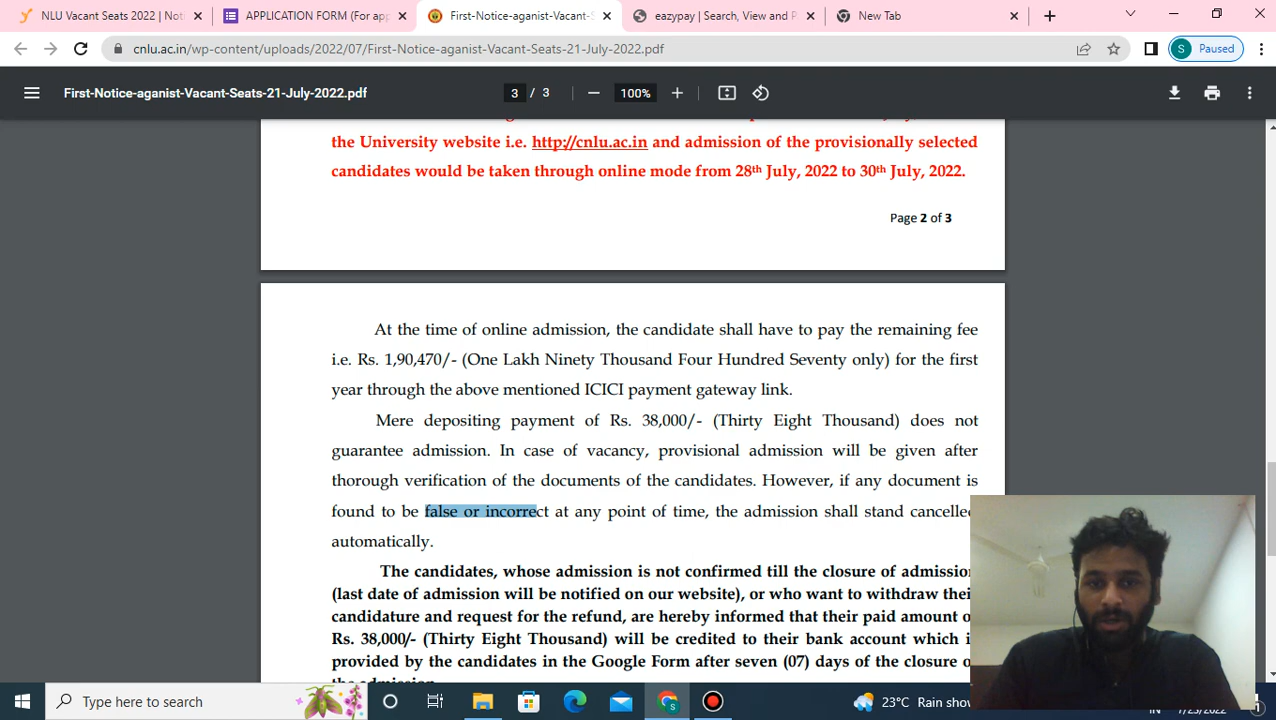 NLU Vacant Seats 2022 | Noti
APPLICATION FORM (For app
First-Notice-aganist-Vacant-S
eazypay | Search, View and P
New Tab
cnlu.ac.in/wp-content/uploads/2022/07/First-Notice-aganist-Vacant-Seats-21-July-2022.pdf
S Paused
First-Notice-aganist-Vacant-Seats-21-July-2022.pdf
3 / 3
100%
the University website i.e. http://cnlu.ac.in and admission of the provisionally selected
candidates would be taken through online mode from 28th July, 2022 to 30th July, 2022.
Page 2 of 3
At the time of online admission, the candidate shall have to pay the remaining fee
i.e. Rs. 1,90,470/- (One Lakh Ninety Thousand Four Hundred Seventy only) for the first
year through the above mentioned ICICI payment gateway link.
Mere depositing payment of Rs. 38,000/- (Thirty Eight Thousand) does not
guarantee admission. In case of vacancy, provisional admission will be given after
thorough verification of the documents of the candidates. However, if any document is
found to be false or incorrect at any point of time, the admission shall stand cancelled
automatically.
The candidates, whose admission is not confirmed till the closure of admission
(last date of admission will be notified on our website), or who want to withdraw thei
candidature and request for the refund, are hereby informed that their paid amount o
Rs. 38,000/- (Thirty Eight Thousand) will be credited to their bank account which i
provided by the candidates in the Google Form after seven (07) days of the closure o
Type here to search
23°C Rain show
IN 7/23/2022